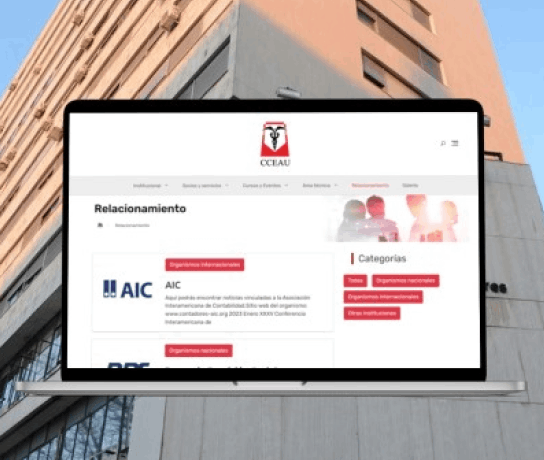 CCEAU
Institucional
Socios y servicios
Cursos y Eventos
Área técnica
Relacionamiento
Relacionamiento
Relacionamiento
Organismos Internacionales
AIC
AIC
Aquí podrás encontrar noticias vinculadas a la Asociación
Interamericana de Contabilidad Sitio web del organismo
www.contadores-aic.org 2023 Enero XXXV Conferencia
Interamericana de
Organismos nacionales
Categorías
Todas
Organismos nacionales
Organismos Internacionales
Otras Instituciones